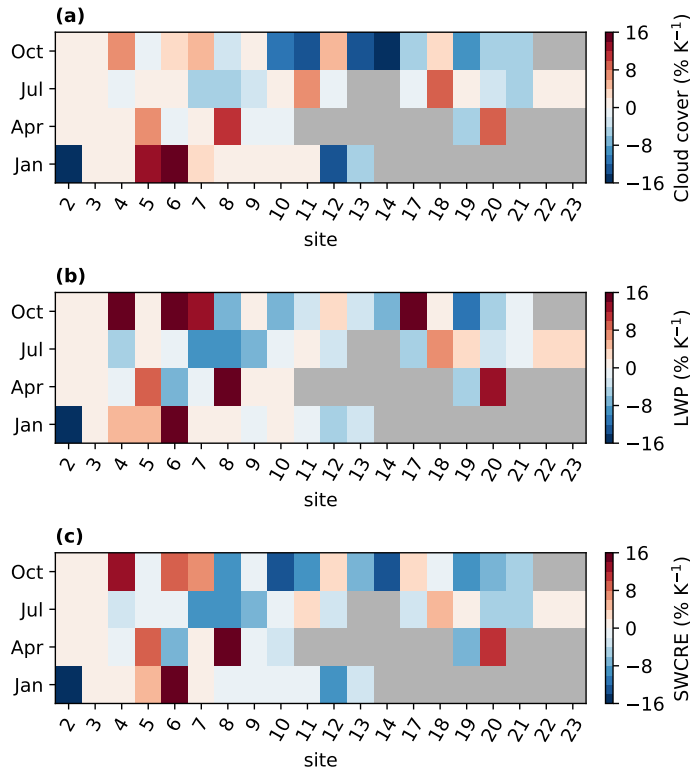 (a)
Oct
Jul
Apr
Jan
2 3 4 5 6 7 8 9 10 11 12 13 14 17 18 19 20 21 22 23
site
16
8
0
−8
−16
Cloud cover (% K⁻¹)
(b)
Oct
Jul
Apr
Jan
2 3 4 5 6 7 8 9 10 11 12 13 14 17 18 19 20 21 22 23
site
16
8
0
−8
−16
LWP (% K⁻¹)
(c)
Oct
Jul
Apr
Jan
2 3 4 5 6 7 8 9 10 11 12 13 14 17 18 19 20 21 22 23
site
16
8
0
−8
−16
SWCRE (% K⁻¹)